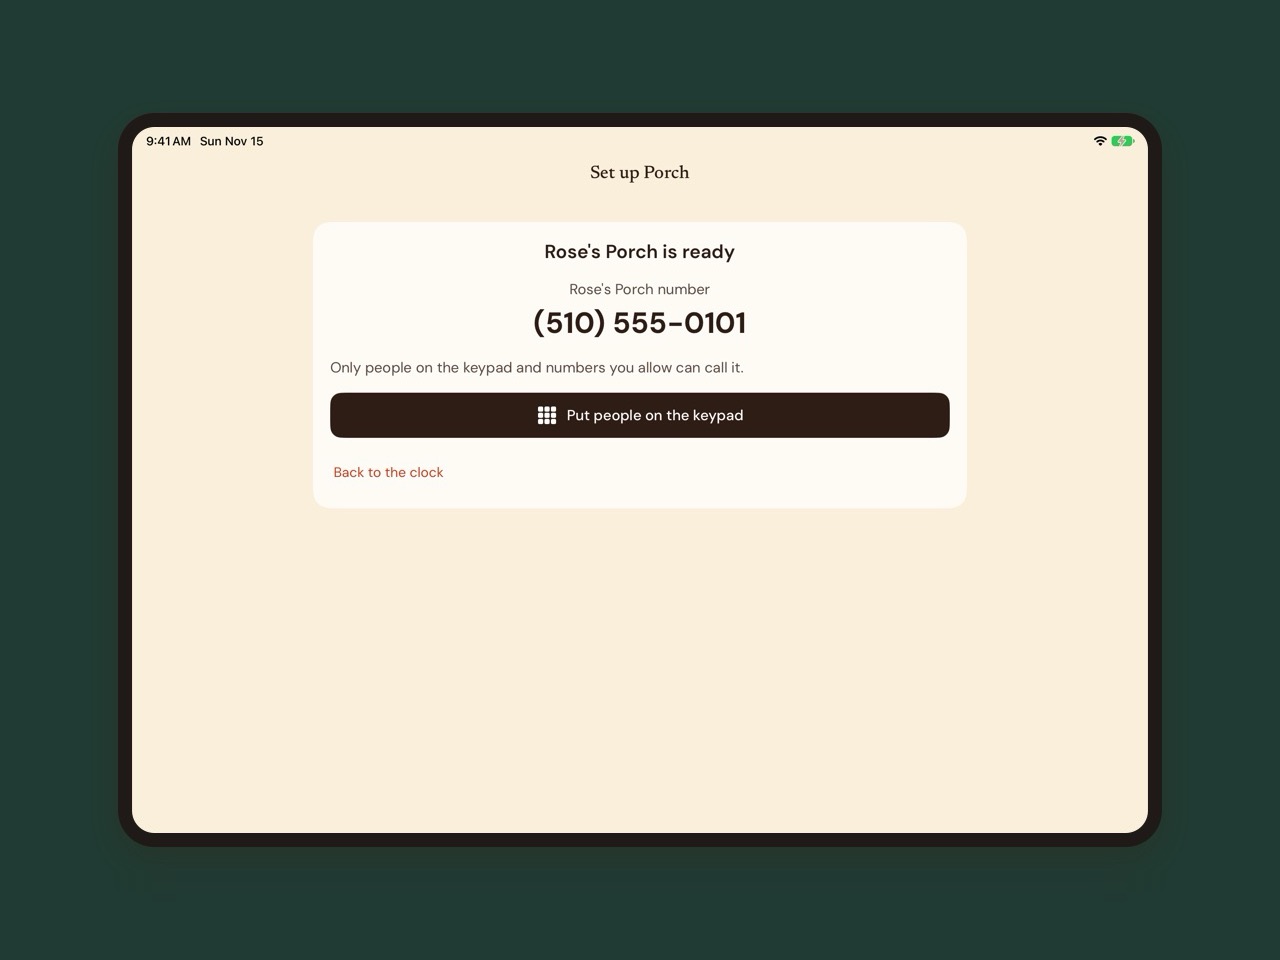 9:41 AM Sun Nov 15
Set up Porch
Rose's Porch is ready
Rose's Porch number
(510) 555-0101
Only people on the keypad and numbers you allow can call it.
Put people on the keypad
Back to the clock